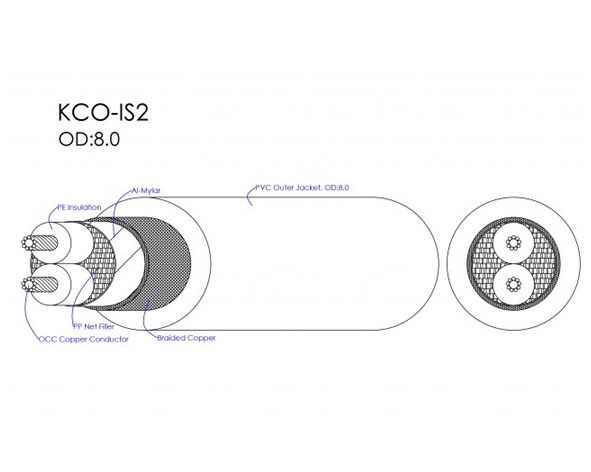 KCO-IS2
OD:8.0
Al-Mylar
PVC Outer Jacket. OD:8.0
PE Insulation
PP Net Filler
OCC Copper Conductor
Braided Copper